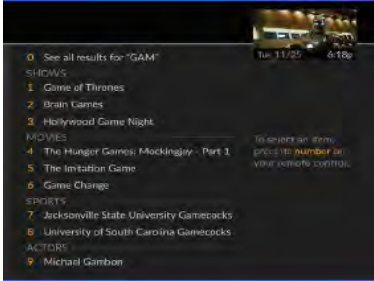 Tue 11/25 6:18p
0 See all results for "GAM"
SHOWS
1 Game of Thrones
2 Brain Games
3 Hollywood Game Night
MOVIES
4 The Hunger Games: Mockingjay - Part 1
5 The Imitation Game
6 Game Change
SPORTS
7 Jacksonville State University Gamecocks
8 University of South Carolina Gamecocks
ACTORS
9 Michael Gambon
To select an item,
press its number on
your remote control.